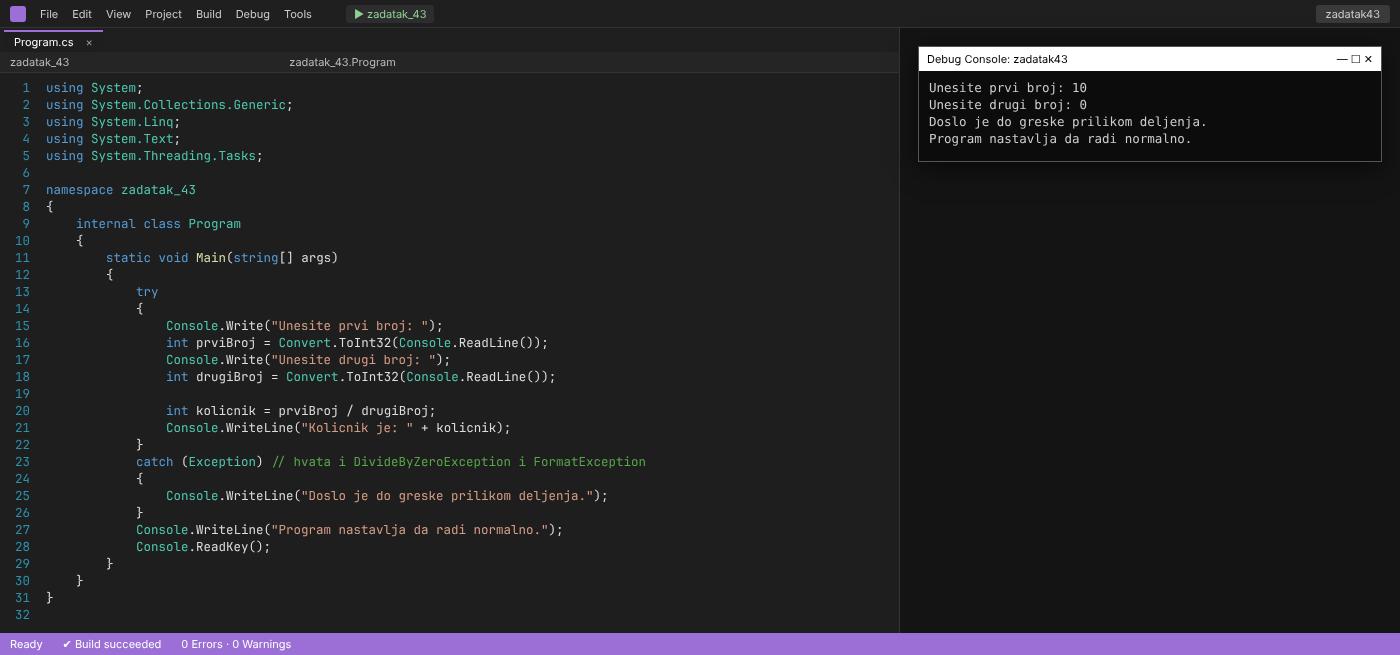 File Edit View Project Build Debug Tools ▶ zadatak_43 zadatak43
Program.cs ×
zadatak_43 zadatak_43.Program
1 using System;
2 using System.Collections.Generic;
3 using System.Linq;
4 using System.Text;
5 using System.Threading.Tasks;
6
7 namespace zadatak_43
8 {
9     internal class Program
10     {
11         static void Main(string[] args)
12         {
13             try
14             {
15                 Console.Write("Unesite prvi broj: ");
16                 int prviBroj = Convert.ToInt32(Console.ReadLine());
17                 Console.Write("Unesite drugi broj: ");
18                 int drugiBroj = Convert.ToInt32(Console.ReadLine());
19
20                 int kolicnik = prviBroj / drugiBroj;
21                 Console.WriteLine("Kolicnik je: " + kolicnik);
22             }
23             catch (Exception) // hvata i DivideByZeroException i FormatException
24             {
25                 Console.WriteLine("Doslo je do greske prilikom deljenja.");
26             }
27             Console.WriteLine("Program nastavlja da radi normalno.");
28             Console.ReadKey();
29         }
30     }
31 }
32
Debug Console: zadatak43 — ☐ ✕
Unesite prvi broj: 10
Unesite drugi broj: 0
Doslo je do greske prilikom deljenja.
Program nastavlja da radi normalno.
Ready ✔ Build succeeded 0 Errors · 0 Warnings